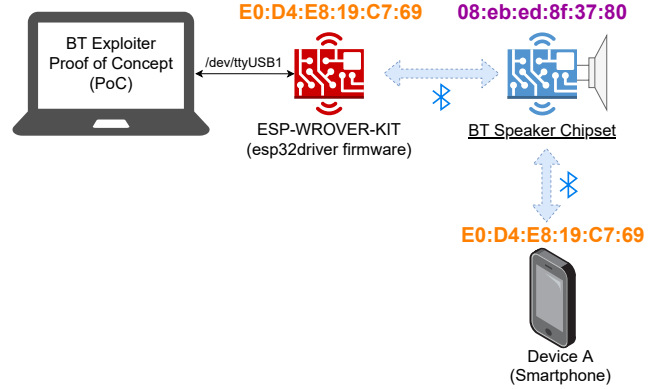 E0:D4:E8:19:C7:69
08:eb:ed:8f:37:80
BT Exploiter
Proof of Concept
(PoC)
/dev/ttyUSB1
ESP-WROVER-KIT
(esp32driver firmware)
BT Speaker Chipset
E0:D4:E8:19:C7:69
Device A
(Smartphone)